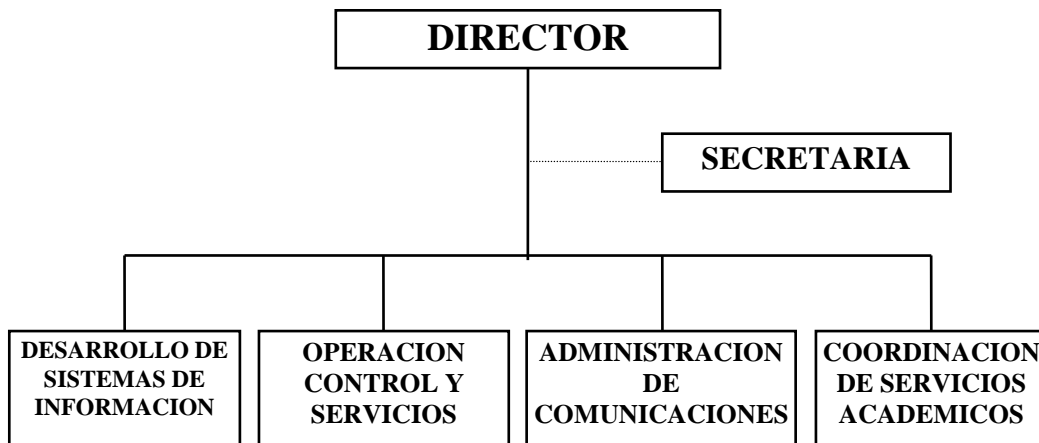 DIRECTOR
SECRETARIA
DESARROLLO DE
SISTEMAS DE
INFORMACION
OPERACION
CONTROL Y
SERVICIOS
ADMINISTRACION
DE
COMUNICACIONES
COORDINACION
DE SERVICIOS
ACADEMICOS